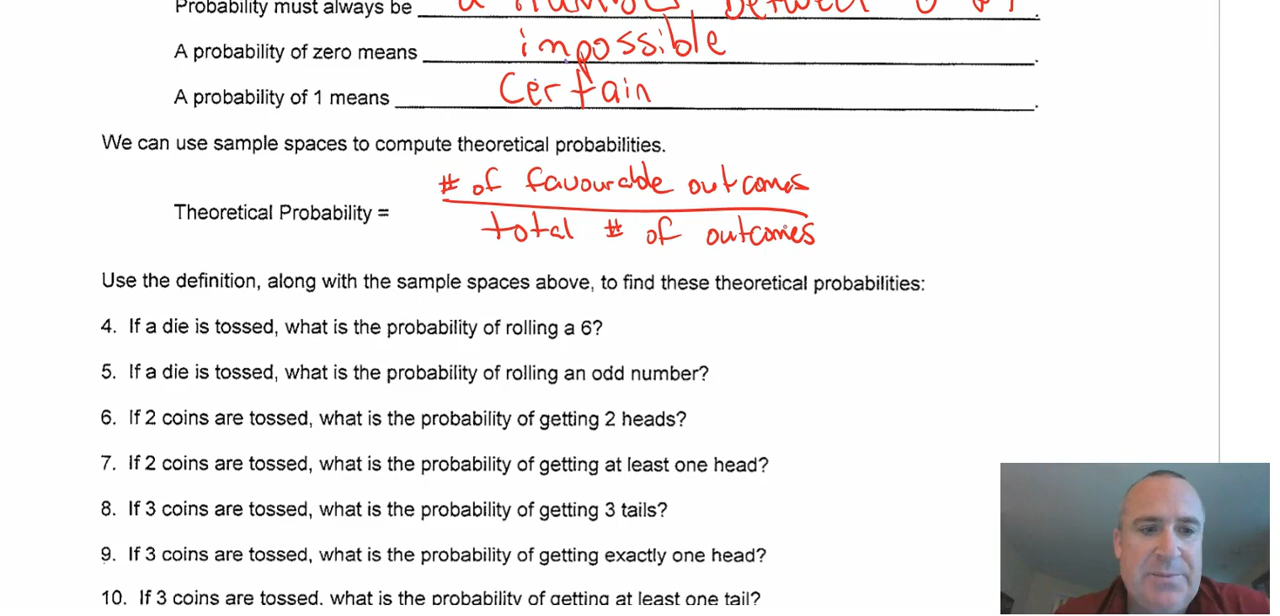 Probability must always be a number between 0 & 1.
A probability of zero means impossible.
A probability of 1 means Certain.
We can use sample spaces to compute theoretical probabilities.
# of favourable outcomes
Theoretical Probability =
total # of outcomes
Use the definition, along with the sample spaces above, to find these theoretical probabilities:
4. If a die is tossed, what is the probability of rolling a 6?
5. If a die is tossed, what is the probability of rolling an odd number?
6. If 2 coins are tossed, what is the probability of getting 2 heads?
7. If 2 coins are tossed, what is the probability of getting at least one head?
8. If 3 coins are tossed, what is the probability of getting 3 tails?
9. If 3 coins are tossed, what is the probability of getting exactly one head?
10. If 3 coins are tossed, what is the probability of getting at least one tail?